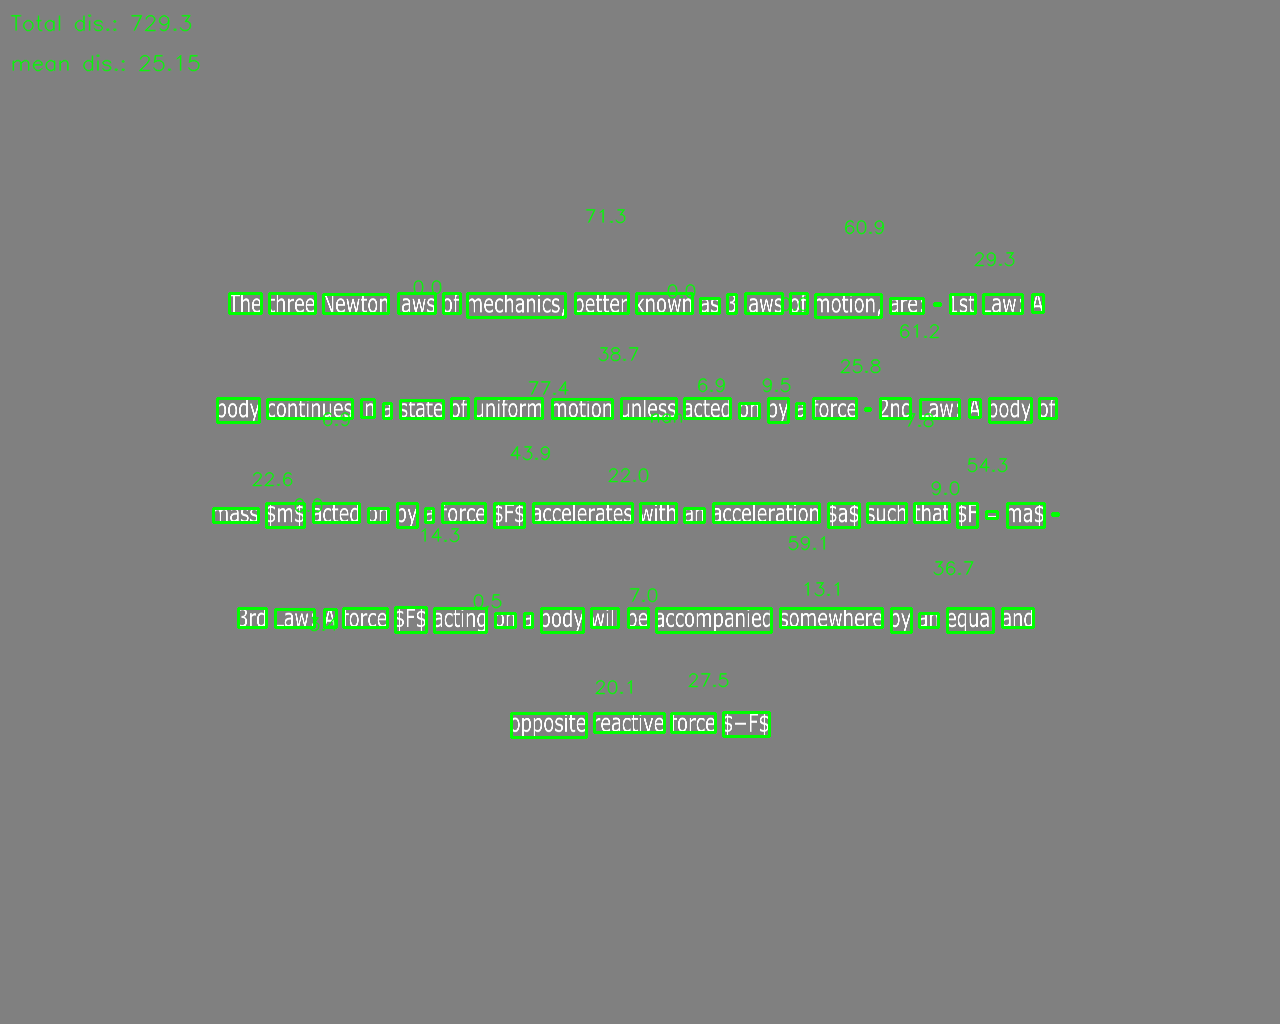 Total dis.: 729.3
mean dis.: 25.15
71.3
60.9
29.3
0.0 0.0
The three Newton laws of mechanics, better known as 3 laws of motion, are: - 1st Law: A
61.2
38.7
25.8
77.4 6.9 9.5
body continues in a state of uniform motion unless acted on by a force - 2nd Law: A body of
6.9 nan 7.8
43.9
54.3
22.6 22.0
9.0
mass $m$ acted on by a force $F$ accelerates with an acceleration $a$ such that $F = ma$ -
14.3
59.1
36.7
0.5 7.0 13.1
3rd Law: A force $F$ acting on a body will be accompanied somewhere by an equal and
20.1 27.5
opposite reactive force $-F$